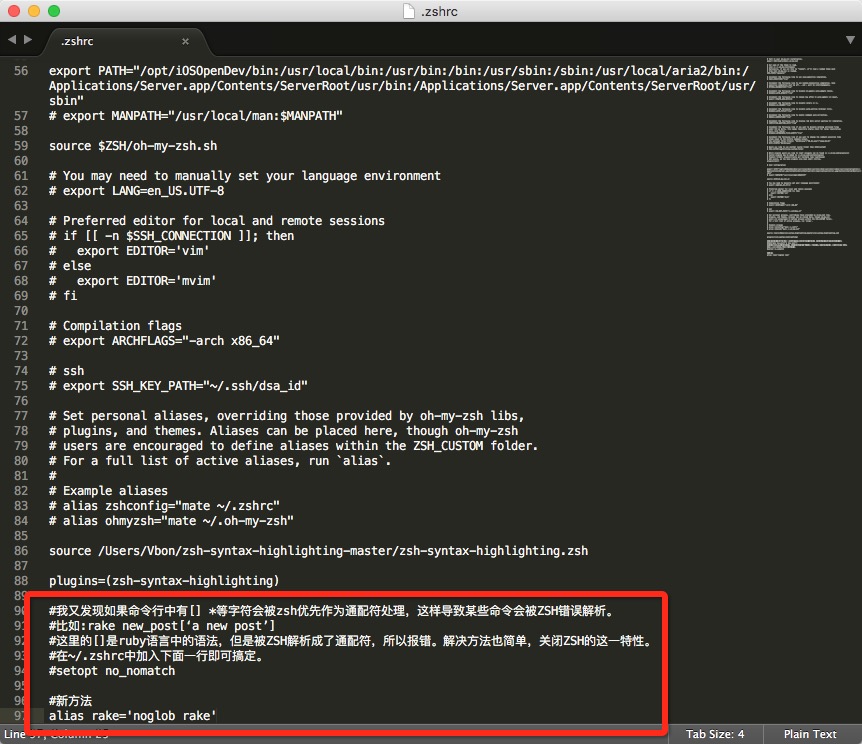 .zshrc
.zshrc
56 export PATH="/opt/iOSOpenDev/bin:/usr/local/bin:/usr/bin:/bin:/usr/sbin:/sbin:/usr/local/aria2/bin:/
Applications/Server.app/Contents/ServerRoot/usr/bin:/Applications/Server.app/Contents/ServerRoot/usr/
sbin"
57 # export MANPATH="/usr/local/man:$MANPATH"
58
59 source $ZSH/oh-my-zsh.sh
60
61 # You may need to manually set your language environment
62 # export LANG=en_US.UTF-8
63
64 # Preferred editor for local and remote sessions
65 # if [[ -n $SSH_CONNECTION ]]; then
66 #   export EDITOR='vim'
67 # else
68 #   export EDITOR='mvim'
69 # fi
70
71 # Compilation flags
72 # export ARCHFLAGS="-arch x86_64"
73
74 # ssh
75 # export SSH_KEY_PATH="~/.ssh/dsa_id"
76
77 # Set personal aliases, overriding those provided by oh-my-zsh libs,
78 # plugins, and themes. Aliases can be placed here, though oh-my-zsh
79 # users are encouraged to define aliases within the ZSH_CUSTOM folder.
80 # For a full list of active aliases, run `alias`.
81 #
82 # Example aliases
83 # alias zshconfig="mate ~/.zshrc"
84 # alias ohmyzsh="mate ~/.oh-my-zsh"
85
86 source /Users/Vbon/zsh-syntax-highlighting-master/zsh-syntax-highlighting.zsh
87
88 plugins=(zsh-syntax-highlighting)
89
90 #我又发现如果命令行中有[] *等字符会被zsh优先作为通配符处理，这样导致某些命令会被ZSH错误解析。
91 #比如:rake new_post[‘a new post’]
92 #这里的[]是ruby语言中的语法，但是被ZSH解析成了通配符，所以报错。解决方法也简单，关闭ZSH的这一特性。
93 #在~/.zshrc中加入下面一行即可搞定。
94 #setopt no_nomatch
95
96 #新方法
97 alias rake='noglob rake'
Line 97, Column 25
Tab Size: 4
Plain Text